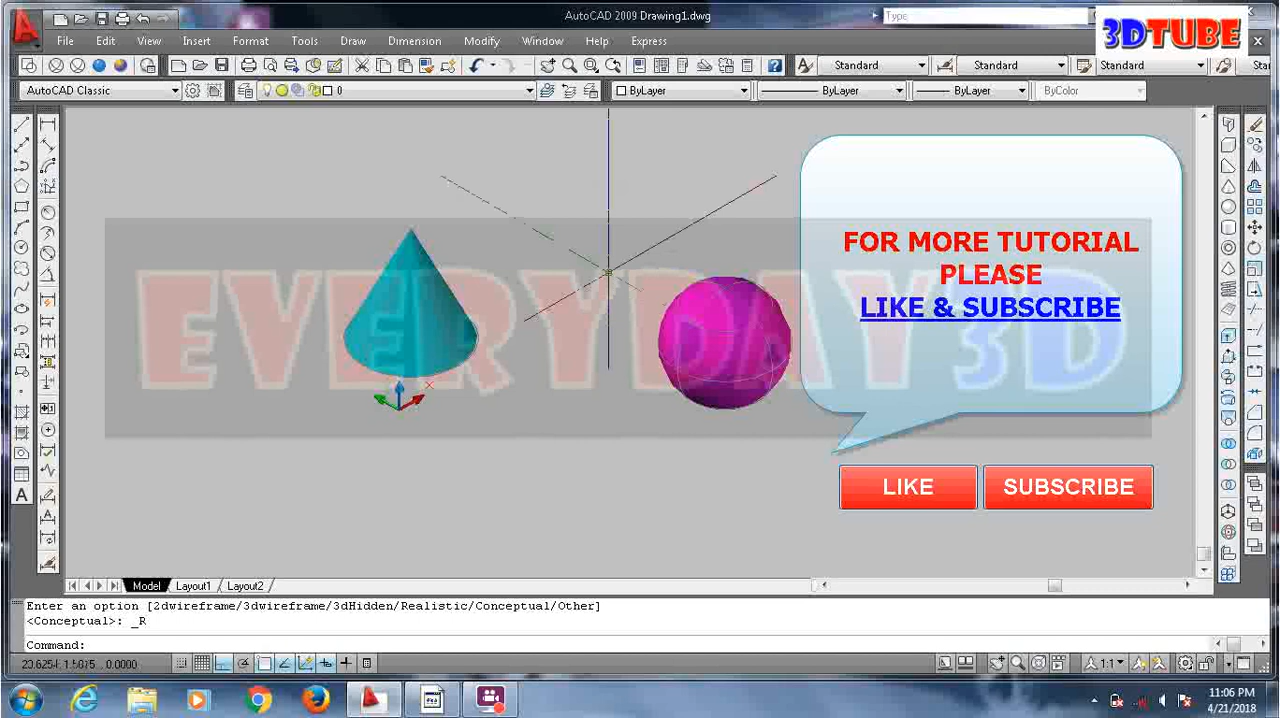 AutoCAD 2009 Drawing1.dwg
Type
3DTUBE
File Edit View Insert Format Tools Draw Dimension Modify Window Help Express
Standard Standard Standard Stan
AutoCAD Classic 0 ByLayer ByLayer ByLayer ByColor
FOR MORE TUTORIAL
PLEASE
LIKE & SUBSCRIBE
EVERYDAY3D
LIKE SUBSCRIBE
Model Layout1 Layout2
Enter an option [2dwireframe/3dwireframe/3dHidden/Realistic/Conceptual/Other]
<Conceptual>: _R
Command:
1:1
11:06 PM
4/21/2018